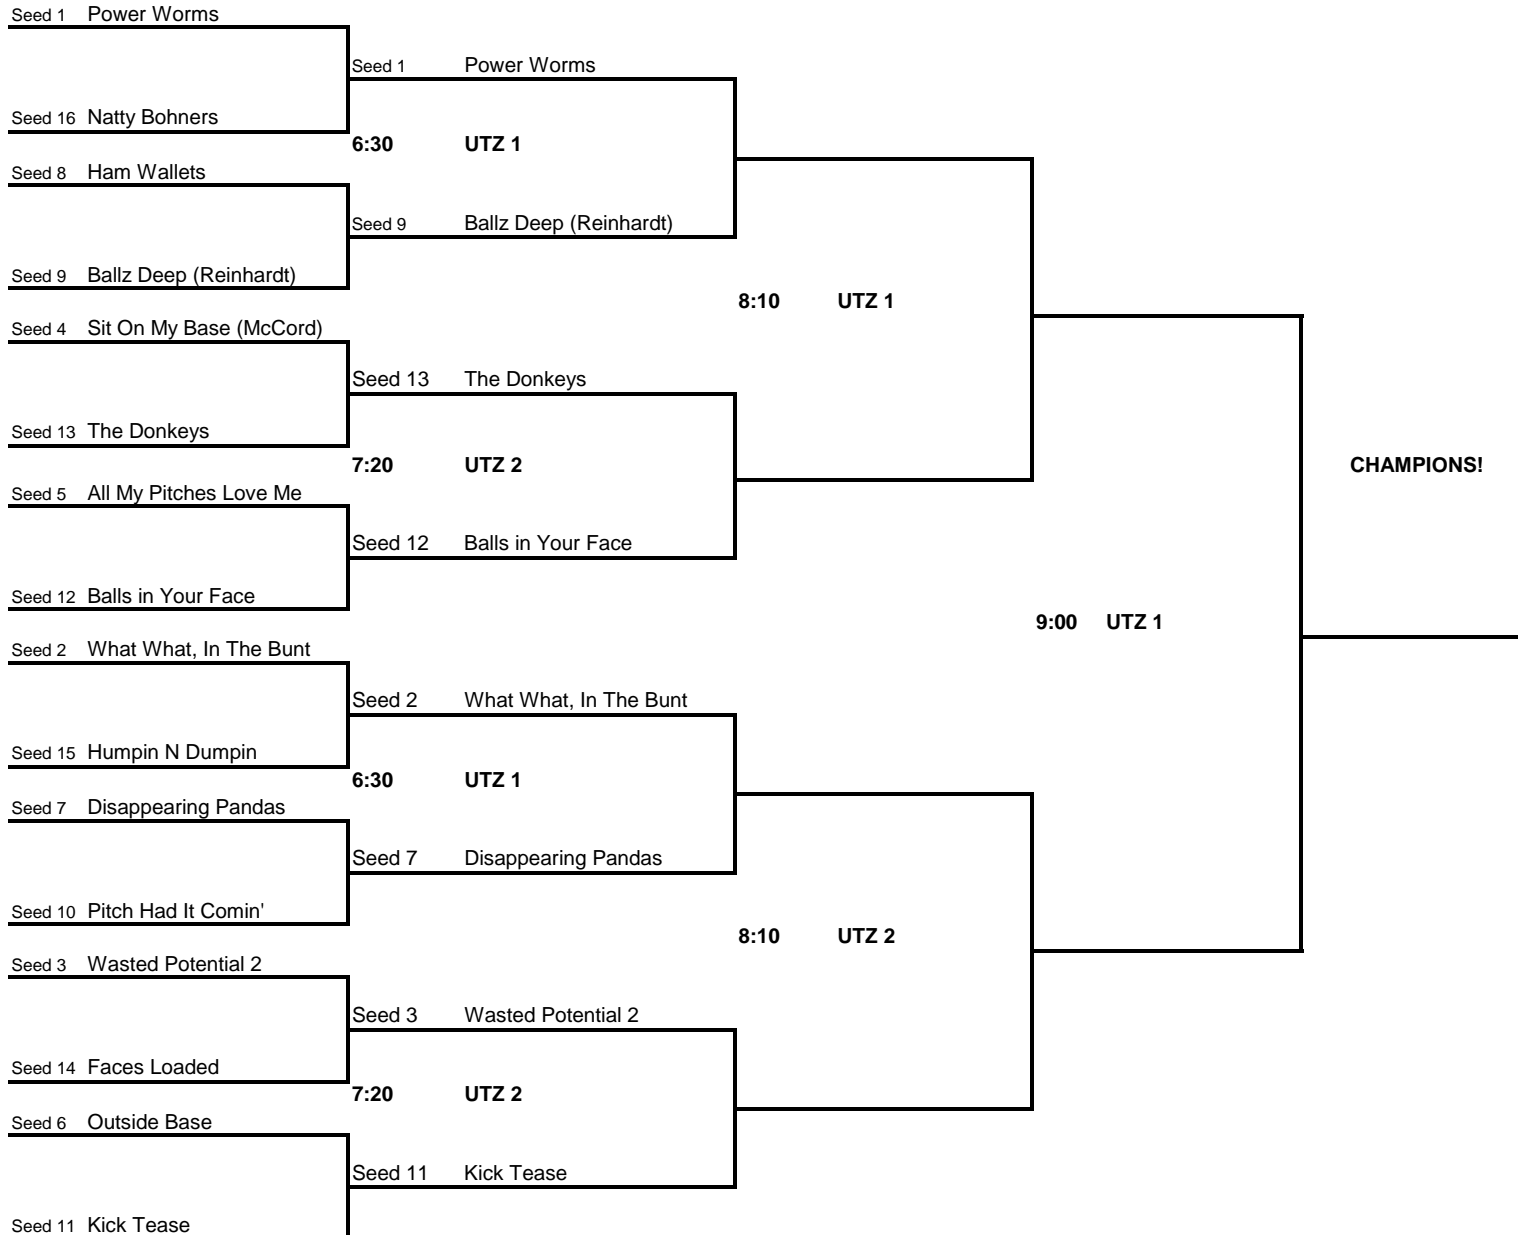 Seed 1 Power Worms
Seed 1 Power Worms
Seed 16 Natty Bohners
6:30 UTZ 1
Seed 8 Ham Wallets
Seed 9 Ballz Deep (Reinhardt)
Seed 9 Ballz Deep (Reinhardt)
8:10 UTZ 1
Seed 4 Sit On My Base (McCord)
Seed 13 The Donkeys
Seed 13 The Donkeys
7:20 UTZ 2 CHAMPIONS!
Seed 5 All My Pitches Love Me
Seed 12 Balls in Your Face
Seed 12 Balls in Your Face
9:00 UTZ 1
Seed 2 What What, In The Bunt
Seed 2 What What, In The Bunt
Seed 15 Humpin N Dumpin
6:30 UTZ 1
Seed 7 Disappearing Pandas
Seed 7 Disappearing Pandas
Seed 10 Pitch Had It Comin'
8:10 UTZ 2
Seed 3 Wasted Potential 2
Seed 3 Wasted Potential 2
Seed 14 Faces Loaded
7:20 UTZ 2
Seed 6 Outside Base
Seed 11 Kick Tease
Seed 11 Kick Tease